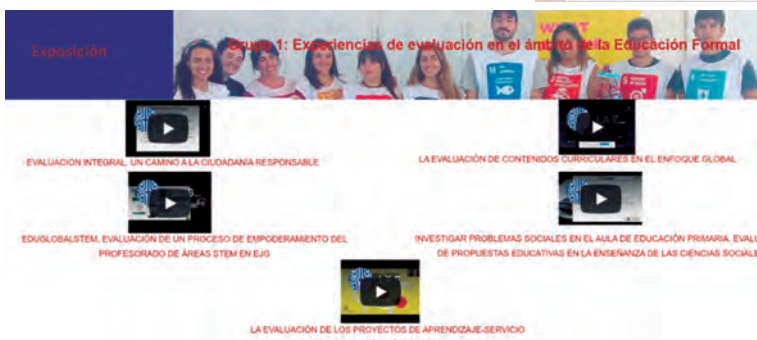 Exposición
Grupo 1: Experiencias de evaluación en el ámbito de la Educación Formal
EVALUACION INTEGRAL. UN CAMINO A LA CIUDADANÍA RESPONSABLE
LA EVALUACIÓN DE CONTENIDOS CURRICULARES EN EL ENFOQUE GLOBAL
EDUGLOBALSTEM, EVALUACIÓN DE UN PROCESO DE EMPODERAMIENTO DEL
PROFESORADO DE ÁREAS STEM EN EJG
INVESTIGAR PROBLEMAS SOCIALES EN EL AULA DE EDUCACIÓN PRIMARIA. EVAL
DE PROPUESTAS EDUCATIVAS EN LA ENSEÑANZA DE LAS CIENCIAS SOCIALE
LA EVALUACIÓN DE LOS PROYECTOS DE APRENDIZAJE-SERVICIO